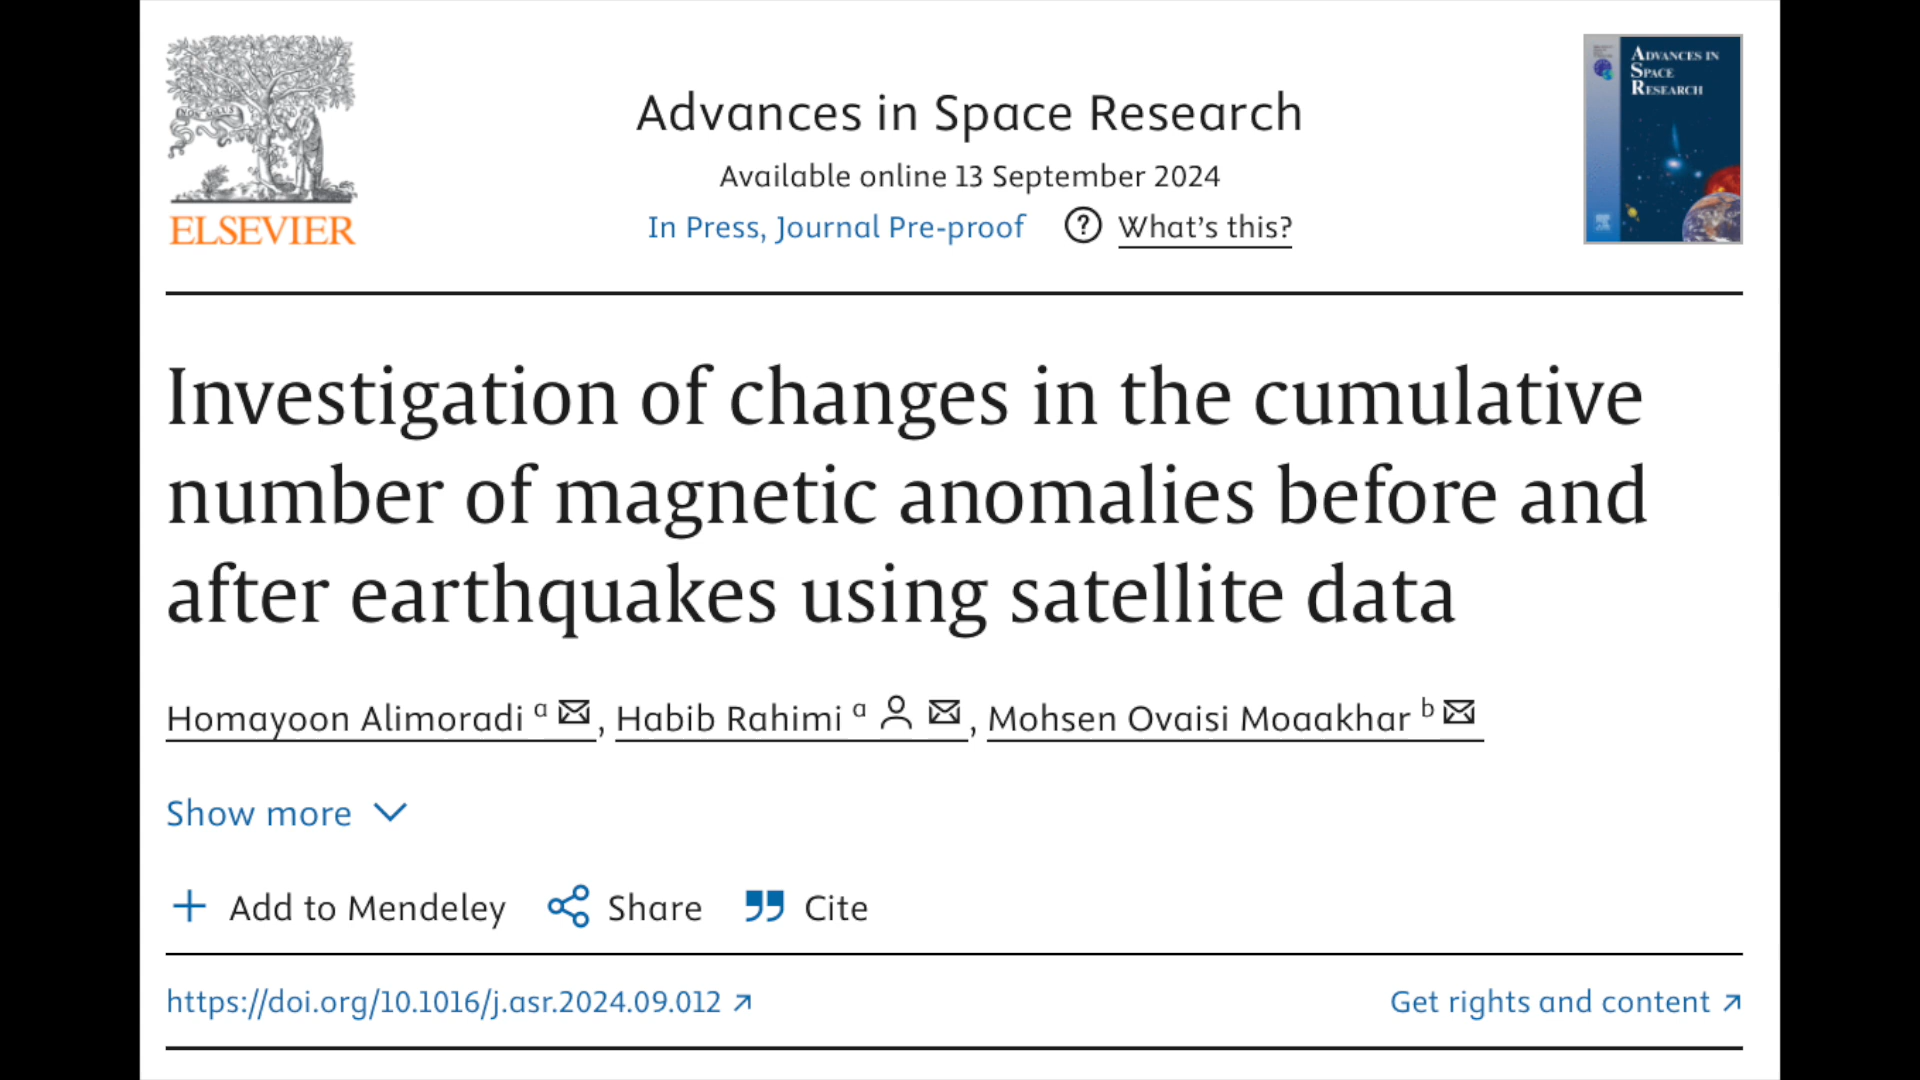 Advances in Space Research
Available online 13 September 2024
In Press, Journal Pre-proof ? What's this?
ELSEVIER
ADVANCES IN
SPACE
RESEARCH
Investigation of changes in the cumulative
number of magnetic anomalies before and
after earthquakes using satellite data
Homayoon Alimoradi a, Habib Rahimi a, Mohsen Ovaisi Moaakhar b
Show more
Add to Mendeley Share Cite
https://doi.org/10.1016/j.asr.2024.09.012 Get rights and content